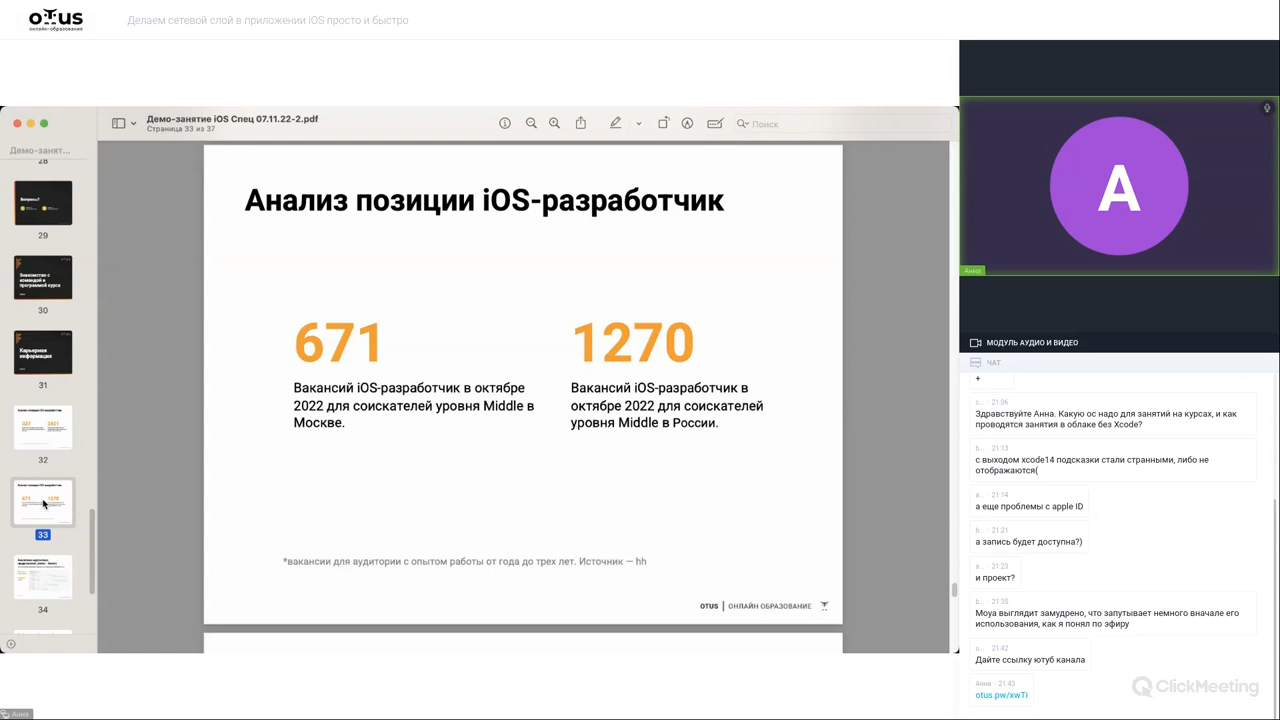 OTUS
онлайн-образование
Делаем сетевой слой в приложении iOS просто и быстро
Демо-занятие iOS Спец 07.11.22-2.pdf
Страница 33 из 37
Поиск
Демо-занят...
28
Вопросы?
29
Знакомство с
командой и
программой курса
30
Карьерная
информация
31
32
33
34
Анализ позиции iOS-разработчик
671
1270
Вакансий iOS-разработчик в октябре
2022 для соискателей уровня Middle в
Москве.
Вакансий iOS-разработчик в
октябре 2022 для соискателей
уровня Middle в России.
*вакансии для аудитории с опытом работы от года до трех лет. Источник — hh
OTUS | ОНЛАЙН ОБРАЗОВАНИЕ
A
Анна
МОДУЛЬ АУДИО И ВИДЕО
ЧАТ
+
с... · 21:06
Здравствуйте Анна. Какую ос надо для занятий на курсах, и как
проводятся занятия в облаке без Xcode?
21:13
с выходом xcode14 подсказки стали странными, либо не
отображаются(
21:14
а еще проблемы с apple ID
21:21
а запись будет доступна?)
21:23
и проект?
21:35
Моуа выглядит замудрено, что запутывает немного вначале его
использования, как я понял по эфиру
21:42
Дайте ссылку ютуб канала
Анна · 21:43
otus.pw/xwTi
ClickMeeting
Анна